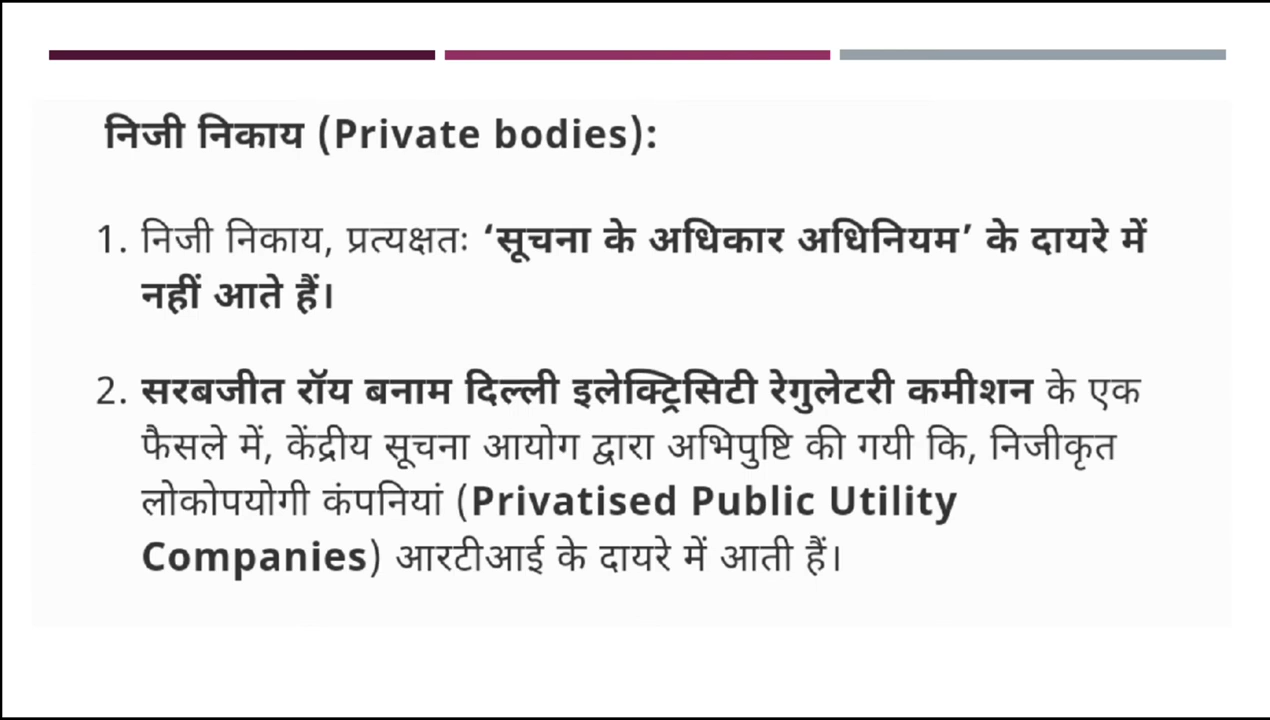 निजी निकाय (Private bodies):
1. निजी निकाय, प्रत्यक्षतः ‘सूचना के अधिकार अधिनियम’ के दायरे में
नहीं आते हैं।
2. सरबजीत रॉय बनाम दिल्ली इलेक्ट्रिसिटी रेगुलेटरी कमीशन के एक
फैसले में, केंद्रीय सूचना आयोग द्वारा अभिपुष्टि की गयी कि, निजीकृत
लोकोपयोगी कंपनियां (Privatised Public Utility
Companies) आरटीआई के दायरे में आती हैं।